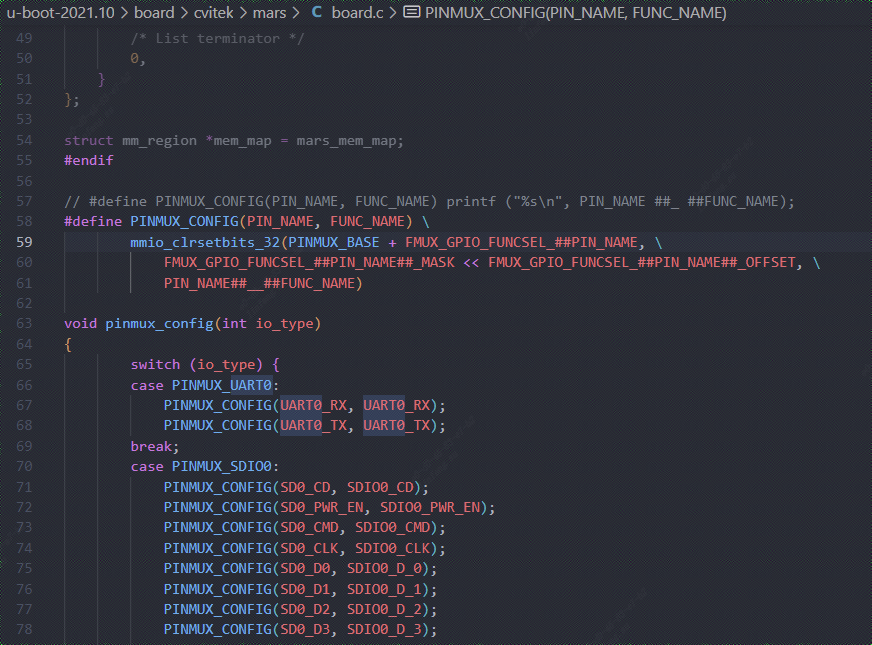 u-boot-2021.10 > board > cvitek > mars > C board.c > PINMUX_CONFIG(PIN_NAME, FUNC_NAME)
49 /* List terminator */
50 0,
51 }
52 };
53
54 struct mm_region *mem_map = mars_mem_map;
55 #endif
56
57 // #define PINMUX_CONFIG(PIN_NAME, FUNC_NAME) printf ("%s\n", PIN_NAME ##_ ##FUNC_NAME);
58 #define PINMUX_CONFIG(PIN_NAME, FUNC_NAME) \
59 mmio_clrsetbits_32(PINMUX_BASE + FMUX_GPIO_FUNCSEL_##PIN_NAME, \
60 FMUX_GPIO_FUNCSEL_##PIN_NAME##_MASK << FMUX_GPIO_FUNCSEL_##PIN_NAME##_OFFSET, \
61 PIN_NAME##__##FUNC_NAME)
62
63 void pinmux_config(int io_type)
64 {
65 switch (io_type) {
66 case PINMUX_UART0:
67 PINMUX_CONFIG(UART0_RX, UART0_RX);
68 PINMUX_CONFIG(UART0_TX, UART0_TX);
69 break;
70 case PINMUX_SDIO0:
71 PINMUX_CONFIG(SD0_CD, SDIO0_CD);
72 PINMUX_CONFIG(SD0_PWR_EN, SDIO0_PWR_EN);
73 PINMUX_CONFIG(SD0_CMD, SDIO0_CMD);
74 PINMUX_CONFIG(SD0_CLK, SDIO0_CLK);
75 PINMUX_CONFIG(SD0_D0, SDIO0_D_0);
76 PINMUX_CONFIG(SD0_D1, SDIO0_D_1);
77 PINMUX_CONFIG(SD0_D2, SDIO0_D_2);
78 PINMUX_CONFIG(SD0_D3, SDIO0_D_3);